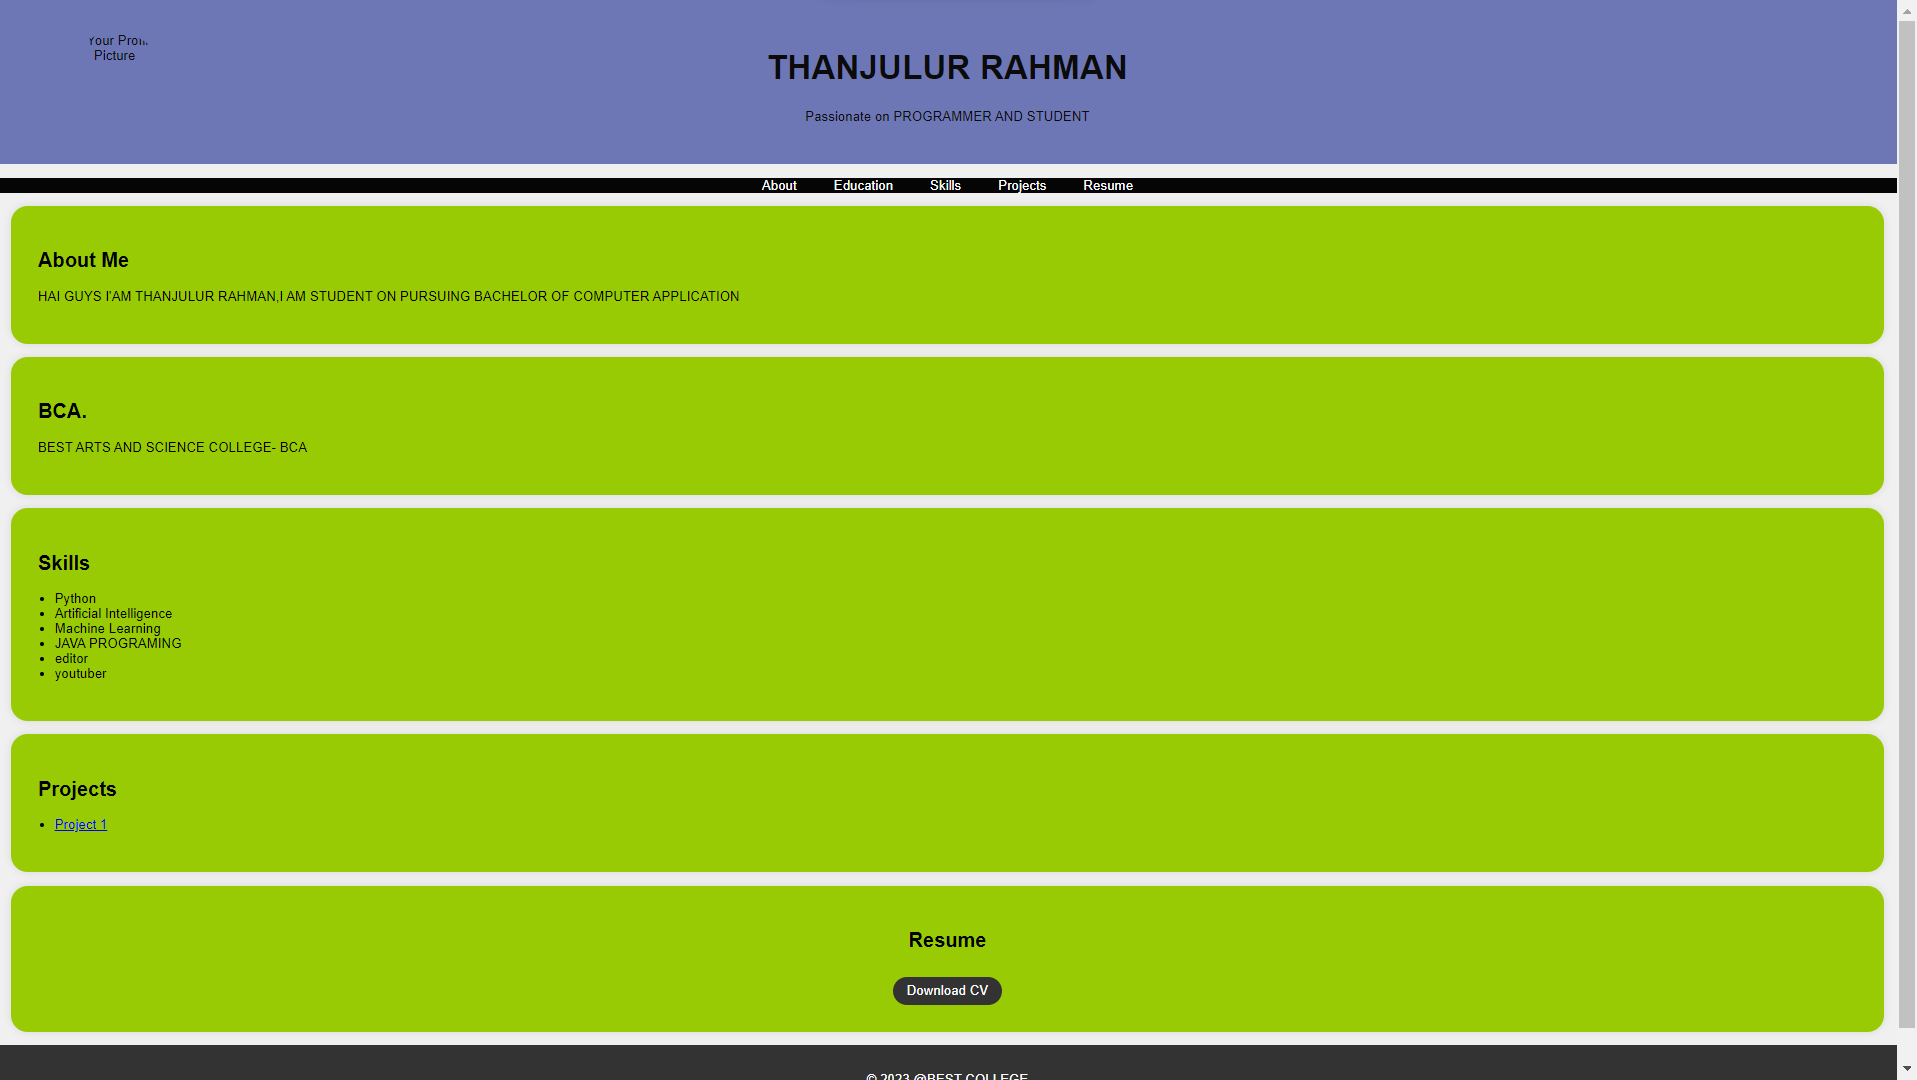 Your
Picture
THANJULUR RAHMAN
Passionate on PROGRAMMER AND STUDENT
About Education Skills Projects Resume
About Me
HAI GUYS I'AM THANJULUR RAHMAN,I AM STUDENT ON PURSUING BACHELOR OF COMPUTER APPLICATION
BCA.
BEST ARTS AND SCIENCE COLLEGE- BCA
Skills
Python
Artificial Intelligence
Machine Learning
JAVA PROGRAMING
editor
youtuber
Projects
Project 1
Resume
Download CV
© 2023 @BEST COLLEGE